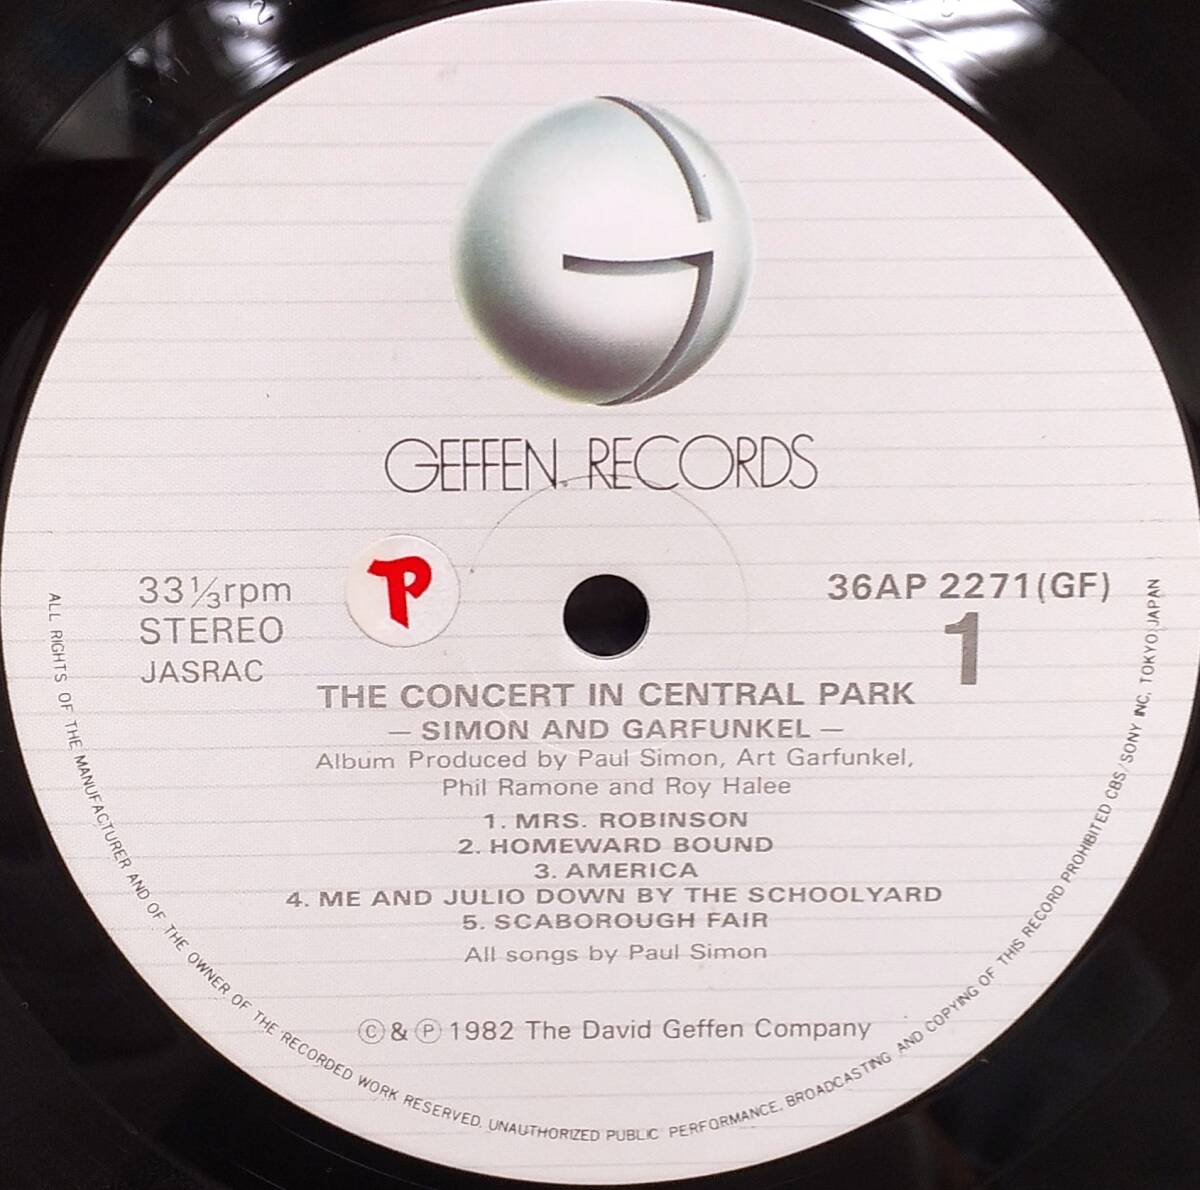 GEFFEN RECORDS
P
33⅓rpm
STEREO
JASRAC
36AP 2271(GF)
1
THE CONCERT IN CENTRAL PARK
— SIMON AND GARFUNKEL —
Album Produced by Paul Simon, Art Garfunkel,
Phil Ramone and Roy Halee
1. MRS. ROBINSON
2. HOMEWARD BOUND
3. AMERICA
4. ME AND JULIO DOWN BY THE SCHOOLYARD
5. SCABOROUGH FAIR
All songs by Paul Simon
Ⓒ & Ⓟ 1982 The David Geffen Company
ALL RIGHTS OF THE MANUFACTURER AND OF THE OWNER OF THE RECORDED WORK RESERVED. UNAUTHORIZED PUBLIC PERFORMANCE, BROADCASTING AND COPYING OF THIS RECORD PROHIBITED CBS/SONY INC. TOKYO, JAPAN